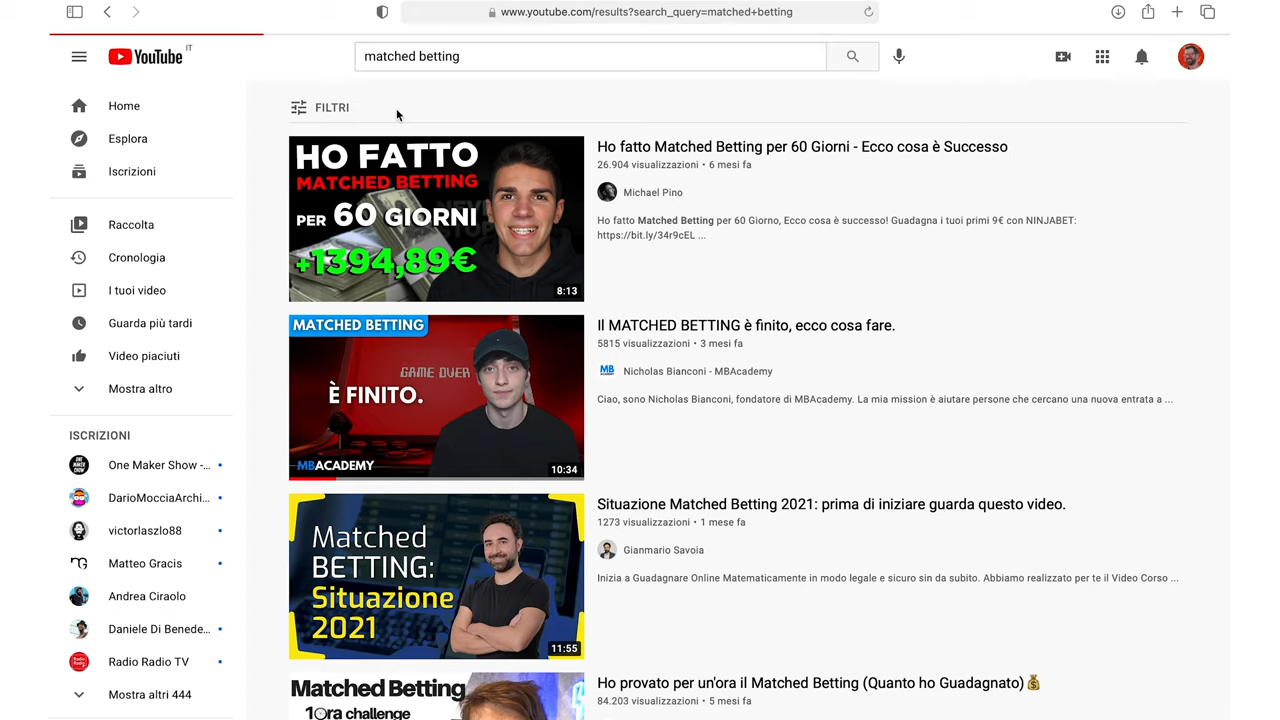 www.youtube.com/results?search_query=matched+betting
YouTube IT
matched betting
Home
Esplora
Iscrizioni
Raccolta
Cronologia
I tuoi video
Guarda più tardi
Video piaciuti
Mostra altro
ISCRIZIONI
One Maker Show -...
DarioMocciaArchi...
victorlaszlo88
Matteo Gracis
Andrea Ciraolo
Daniele Di Benede...
Radio Radio TV
Mostra altri 444
FILTRI
HO FATTO
MATCHED BETTING
PER 60 GIORNI
+1394,89€
8:13
Ho fatto Matched Betting per 60 Giorni - Ecco cosa è Successo
26.904 visualizzazioni • 6 mesi fa
Michael Pino
Ho fatto Matched Betting per 60 Giorno, Ecco cosa è successo! Guadagna i tuoi primi 9€ con NINJABET:
https://bit.ly/34r9cEL ...
MATCHED BETTING
GAME OVER
È FINITO.
MBACADEMY
10:34
Il MATCHED BETTING è finito, ecco cosa fare.
5815 visualizzazioni • 3 mesi fa
MB
Nicholas Bianconi - MBAcademy
Ciao, sono Nicholas Bianconi, fondatore di MBAcademy. La mia mission è aiutare persone che cercano una nuova entrata a ...
Matched
BETTING:
Situazione
2021
11:55
Situazione Matched Betting 2021: prima di iniziare guarda questo video.
1273 visualizzazioni • 1 mese fa
Gianmario Savoia
Inizia a Guadagnare Online Matematicamente in modo legale e sicuro sin da subito. Abbiamo realizzato per te il Video Corso ...
Matched Betting
1 ora challenge
Ho provato per un'ora il Matched Betting (Quanto ho Guadagnato)💰
84.203 visualizzazioni • 5 mesi fa